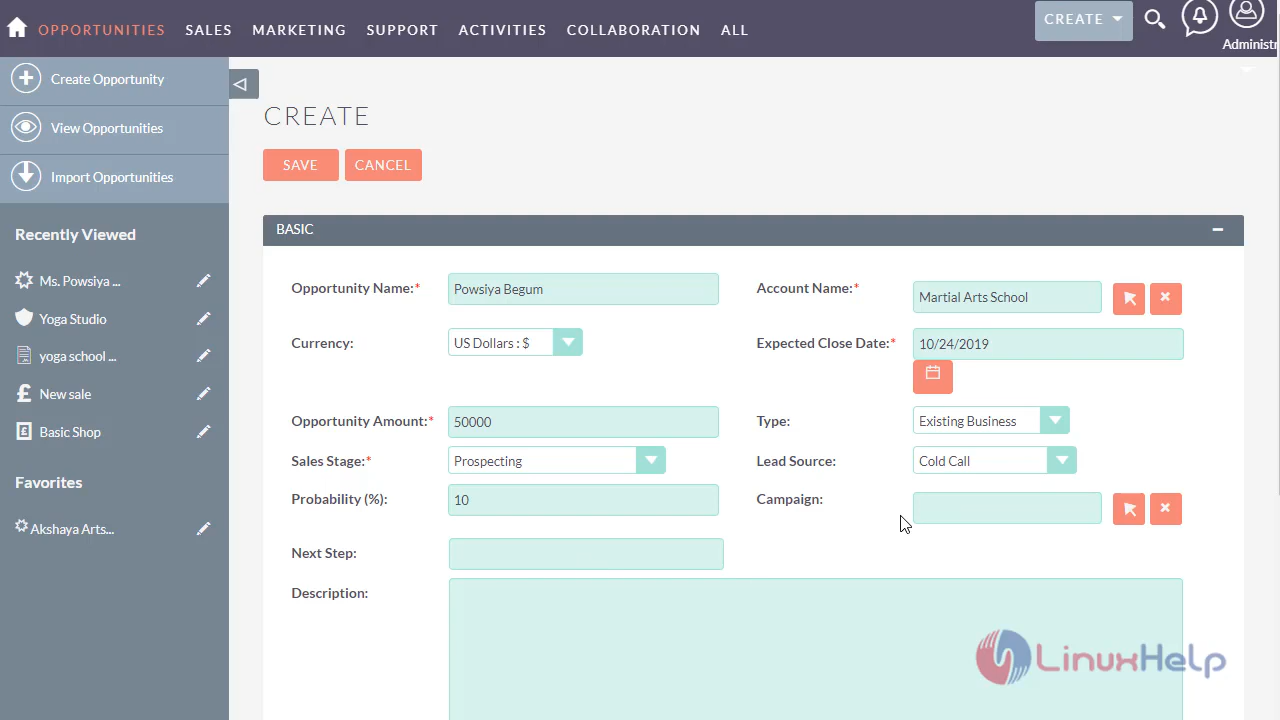 OPPORTUNITIES SALES MARKETING SUPPORT ACTIVITIES COLLABORATION ALL CREATE
Administr
Create Opportunity
View Opportunities
Import Opportunities
Recently Viewed
Ms. Powsiya ...
Yoga Studio
yoga school ...
New sale
Basic Shop
Favorites
Akshaya Arts...
CREATE
SAVE CANCEL
BASIC
Opportunity Name:* Powsiya Begum Account Name:* Martial Arts School
Currency: US Dollars : $ Expected Close Date:* 10/24/2019
Opportunity Amount:* 50000 Type: Existing Business
Sales Stage:* Prospecting Lead Source: Cold Call
Probability (%): 10 Campaign:
Next Step:
Description:
LinuxHelp